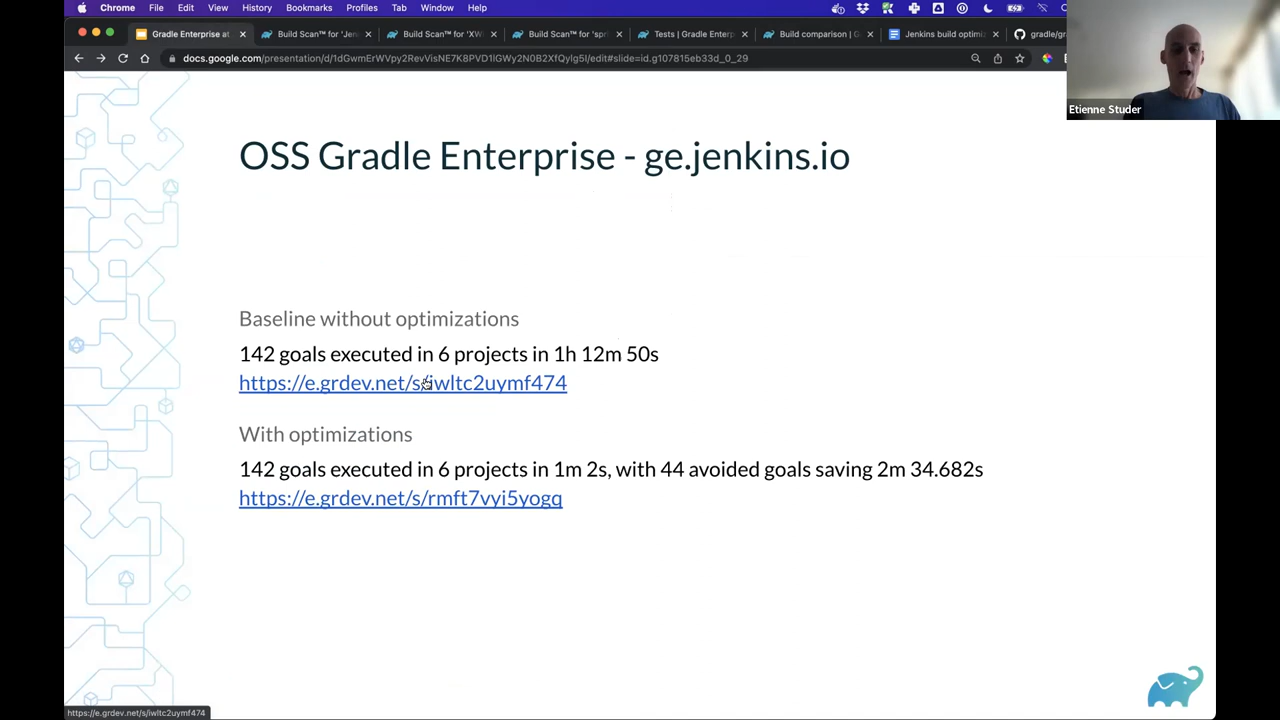 Chrome File Edit View History Bookmarks Profiles Tab Window Help
Gradle Enterprise at
Build Scan™ for 'Jen
Build Scan™ for 'XW
Build Scan™ for 'spr
Tests | Gradle Enterpr
Build comparison | G
Jenkins build optimiz
gradle/gra
docs.google.com/presentation/d/1dGwmErWVpy2RevVisNE7K8PVD1lGWy2N0B2XfQylg5I/edit#slide=id.g107815eb33d_0_29
Etienne Studer
OSS Gradle Enterprise - ge.jenkins.io
Baseline without optimizations
142 goals executed in 6 projects in 1h 12m 50s
https://e.grdev.net/s/iwltc2uymf474
With optimizations
142 goals executed in 6 projects in 1m 2s, with 44 avoided goals saving 2m 34.682s
https://e.grdev.net/s/rmft7vyi5yogq
https://e.grdev.net/s/iwltc2uymf474